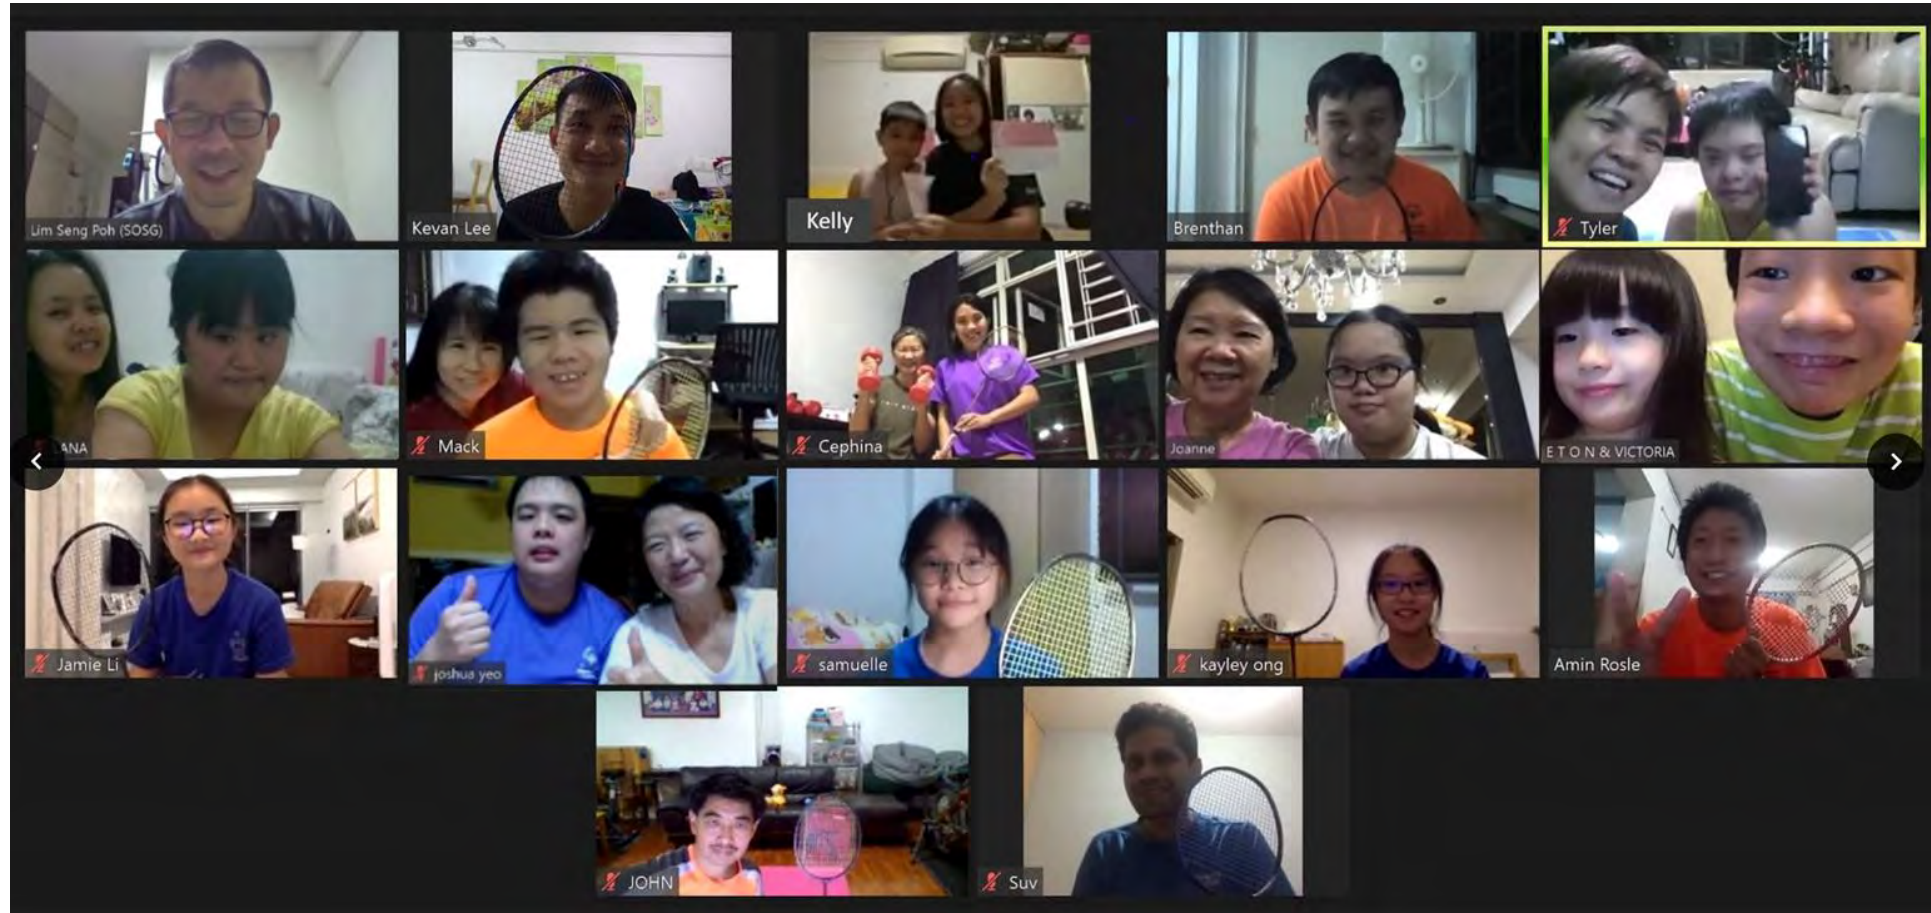 Lim Seng Poh (SOSG)
Kevan Lee
Kelly
Brenthan
Tyler
ANA
Mack
Cephina
Joanne
E T O N & VICTORIA
Jamie Li
joshua yeo
samuelle
kayley ong
Amin Rosle
JOHN
Suv